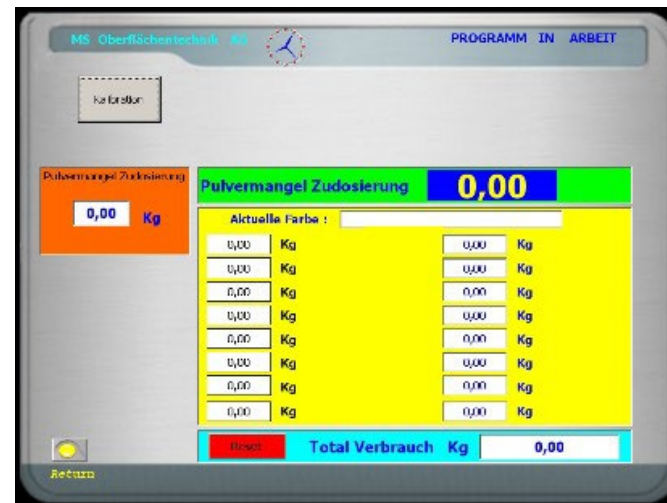 MS Oberflächentechnik AG
PROGRAMM IN ARBEIT
Kalibration
Pulvermangel Zudosierung
0,00 Kg
Pulvermangel Zudosierung 0,00
Aktuelle Farbe :
0,00 Kg 0,00 Kg
0,00 Kg 0,00 Kg
0,00 Kg 0,00 Kg
0,00 Kg 0,00 Kg
0,00 Kg 0,00 Kg
0,00 Kg 0,00 Kg
0,00 Kg 0,00 Kg
0,00 Kg 0,00 Kg
Reset Total Verbrauch Kg 0,00
Return